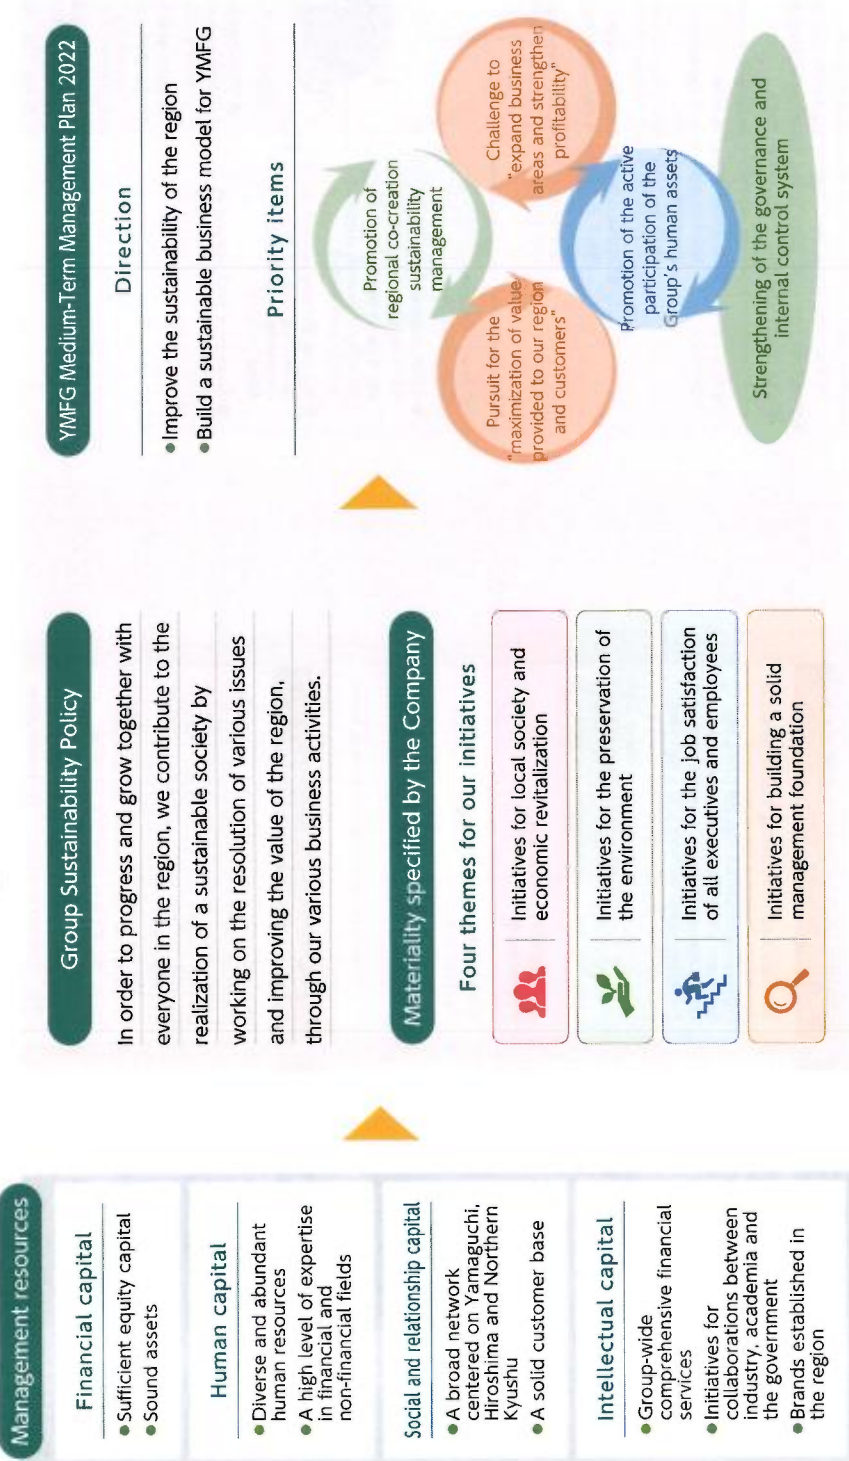 Management resources
Financial capital
●Sufficient equity capital
●Sound assets
Human capital
●Diverse and abundant
human resources
●A high level of expertise
in financial and
non-financial fields
Social and relationship capital
●A broad network
centered on Yamaguchi,
Hiroshima and Northern
Kyushu
●A solid customer base
Intellectual capital
●Group-wide
comprehensive financial
services
●Initiatives for
collaborations between
industry, academia and
the government
●Brands established in
the region
Group Sustainability Policy
In order to progress and grow together with
everyone in the region, we contribute to the
realization of a sustainable society by
working on the resolution of various issues
and improving the value of the region,
through our various business activities.
Materiality specified by the Company
Four themes for our initiatives
Initiatives for local society and
economic revitalization
Initiatives for the preservation of
the environment
Initiatives for the job satisfaction
of all executives and employees
Initiatives for building a solid
management foundation
YMFG Medium-Term Management Plan 2022
Direction
●Improve the sustainability of the region
●Build a sustainable business model for YMFG
Priority items
Promotion of
regional co-creation
sustainability
management
Pursuit for the
"maximization of value
provided to our region
and customers"
Challenge to
"expand business
areas and strengthen
profitability"
Promotion of the active
participation of the
Group's human assets
Strengthening of the governance and
internal control system